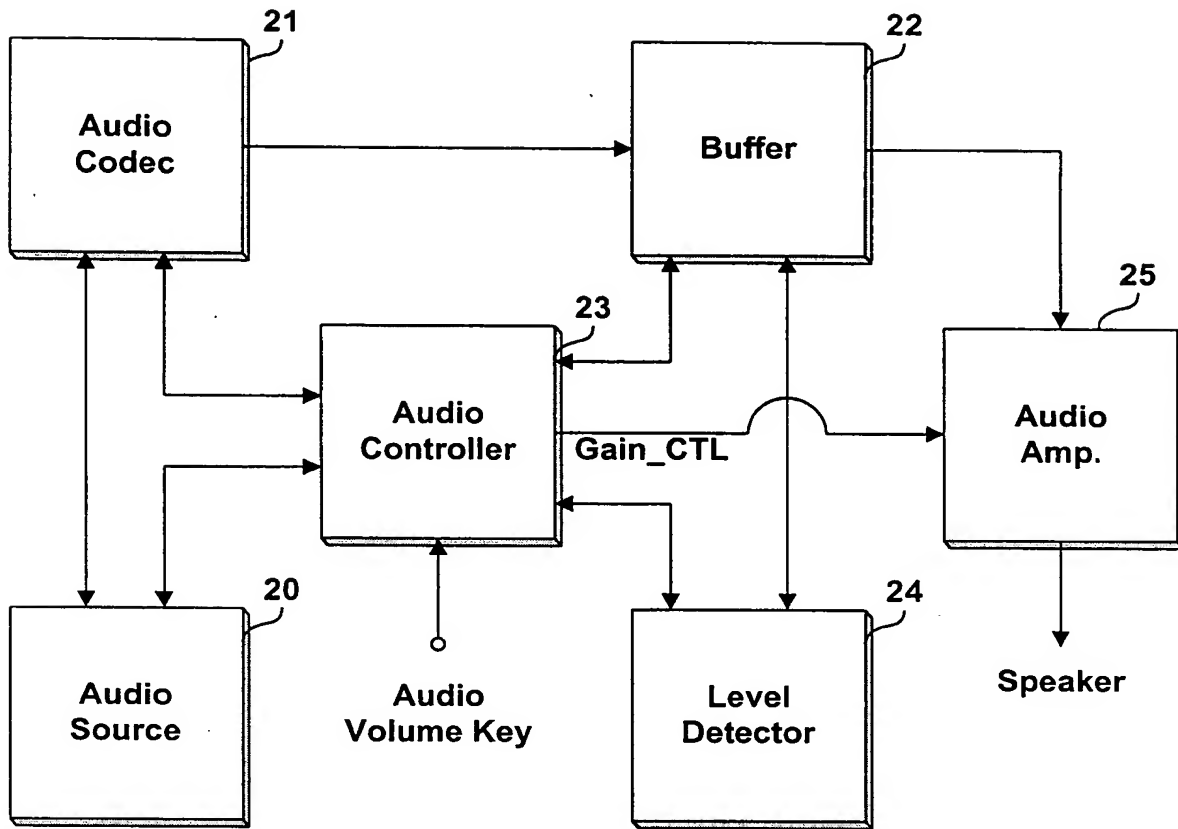 21
22
Audio
Codec
Buffer
23
25
Audio
Controller
Gain_CTL
Audio
Amp.
20
24
Audio
Source
Audio
Volume Key
Level
Detector
Speaker